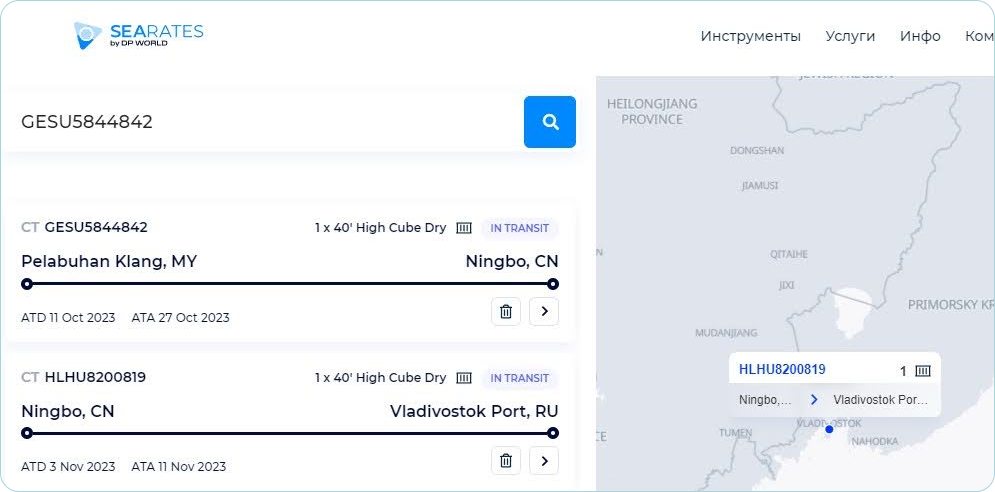 SEARATES
by DP WORLD
Инструменты Услуги Инфо Ком
GESU5844842
CT GESU5844842 1 x 40' High Cube Dry IN TRANSIT
Pelabuhan Klang, MY Ningbo, CN
ATD 11 Oct 2023 ATA 27 Oct 2023
CT HLHU8200819 1 x 40' High Cube Dry IN TRANSIT
Ningbo, CN Vladivostok Port, RU
ATD 3 Nov 2023 ATA 11 Nov 2023
JEWISH REGION
HEILONGJIANG
PROVINCE
DONGSHAN
JIAMUSI
QITAIHE
JIXI
PRIMORSKY KR
MUDANJIANG
HLHU8200819 1
Ningbo,... Vladivostok Por...
VLADIVOSTOK
TUMEN
NAKHODKA